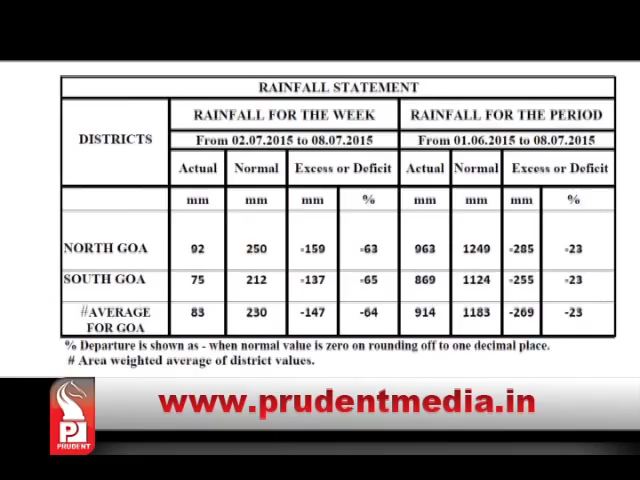 RAINFALL STATEMENT
DISTRICTS RAINFALL FOR THE WEEK RAINFALL FOR THE PERIOD
From 02.07.2015 to 08.07.2015 From 01.06.2015 to 08.07.2015
Actual Normal Excess or Deficit Actual Normal Excess or Deficit
mm mm mm % mm mm mm %
NORTH GOA 92 250 -159 -63 963 1249 -285 -23
SOUTH GOA 75 212 -137 -65 869 1124 -255 -23
#AVERAGE FOR GOA 83 230 -147 -64 914 1183 -269 -23
% Departure is shown as - when normal value is zero on rounding off to one decimal place.
# Area weighted average of district values.
www.prudentmedia.in
P
PRUDENT